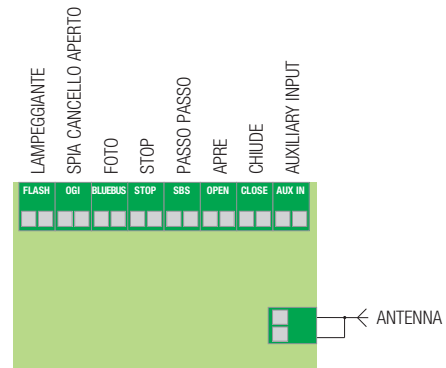 LAMPEGGIANTE
SPIA CANCELLO APERTO
FOTO
STOP
PASSO PASSO
APRE
CHIUDE
AUXILIARY INPUT
FLASH
OGI
BLUEBUS
STOP
SBS
OPEN
CLOSE
AUX IN
ANTENNA